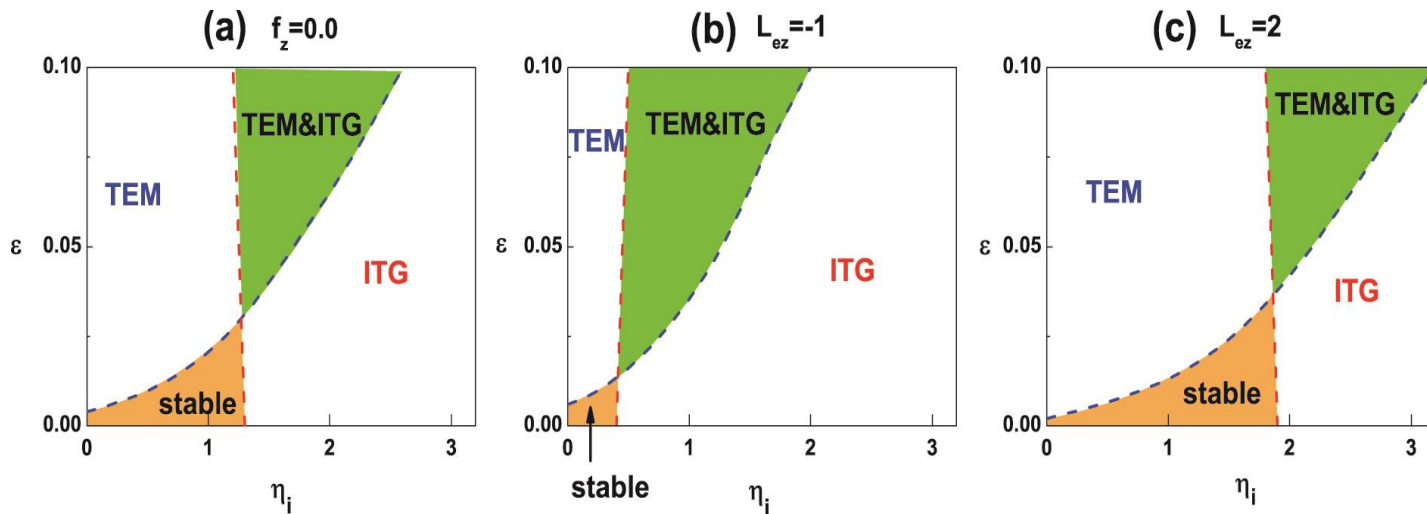 (a) f_z=0.0
0.10
TEM&ITG
TEM
ε
0.05
ITG
stable
0.00
0 1 2 3
η_i
(b) L_ez=-1
0.10
TEM
TEM&ITG
ε
0.05
ITG
0.00
0 1 2 3
stable
η_i
(c) L_ez=2
0.10
TEM&ITG
TEM
ε
0.05
ITG
stable
0.00
0 1 2 3
η_i